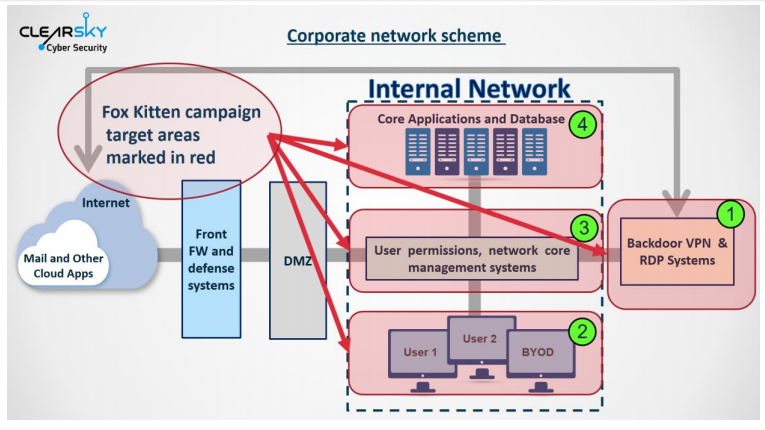 CLEARSKY
Cyber Security
Corporate network scheme
Internal Network
Fox Kitten campaign
target areas
marked in red
Core Applications and Database
4
Internet
Mail and Other
Cloud Apps
Front
FW and
defense
systems
DMZ
3
User permissions, network core
management systems
1
Backdoor VPN &
RDP Systems
2
User 1
User 2
BYOD